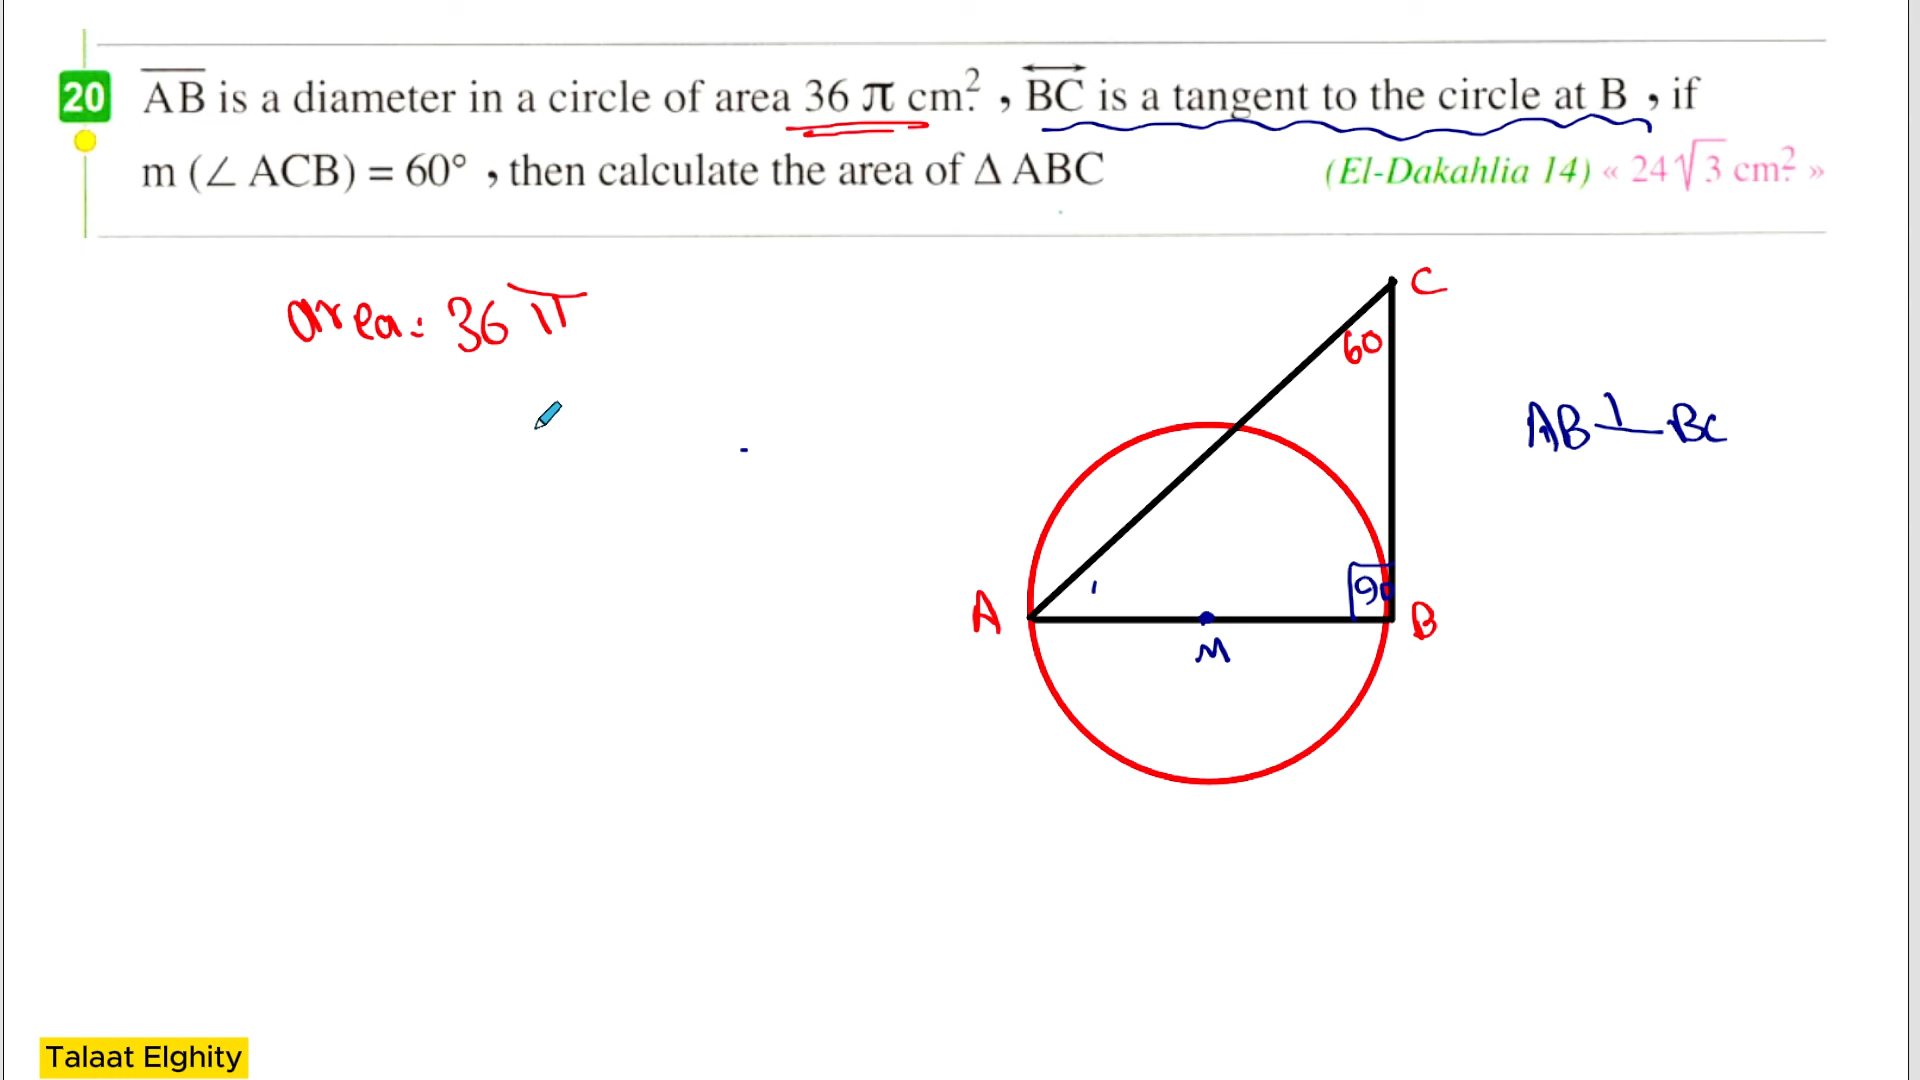 20 AB is a diameter in a circle of area 36 π cm². , BC is a tangent to the circle at B , if
m (∠ ACB) = 60° , then calculate the area of Δ ABC (El-Dakahlia 14) « 24√3 cm². »
area: 36 π
C
60
AB ⊥ BC
A
90
B
M
Talaat Elghity